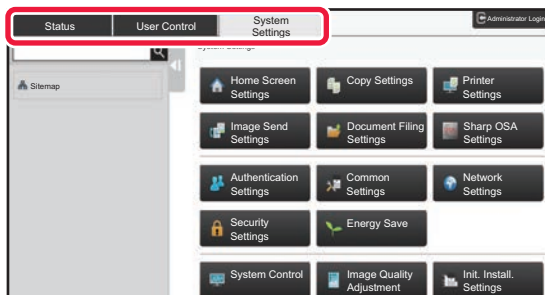 Status
User Control
System
Settings
Administrator Login
System Settings
Sitemap
Home Screen
Settings
Copy Settings
Printer
Settings
Image Send
Settings
Document Filing
Settings
Sharp OSA
Settings
Authentication
Settings
Common
Settings
Network
Settings
Security
Settings
Energy Save
System Control
Image Quality
Adjustment
Init. Install.
Settings